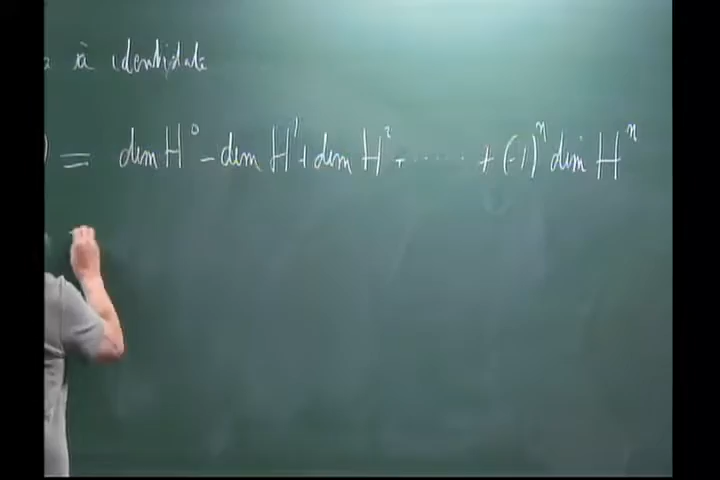 à identidade
) = dim H⁰ - dim H¹ + dim H² - ..... + (-1)ⁿ dim Hⁿ